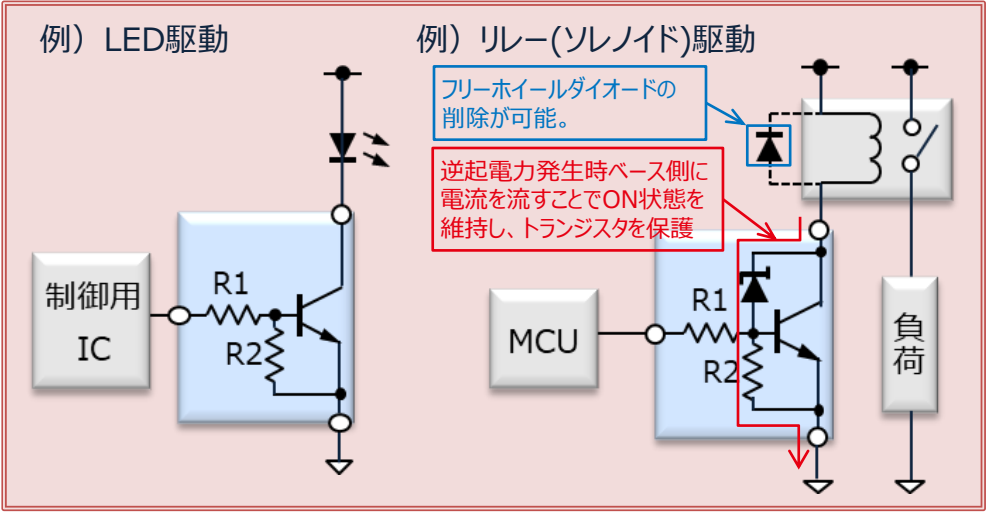 例）LED駆動
例）リレー(ソレノイド)駆動
フリーホイールダイオードの
削除が可能。
逆起電力発生時ベース側に
電流を流すことでON状態を
維持し、トランジスタを保護
制御用
IC
R1
R2
MCU
R1
R2
負
荷